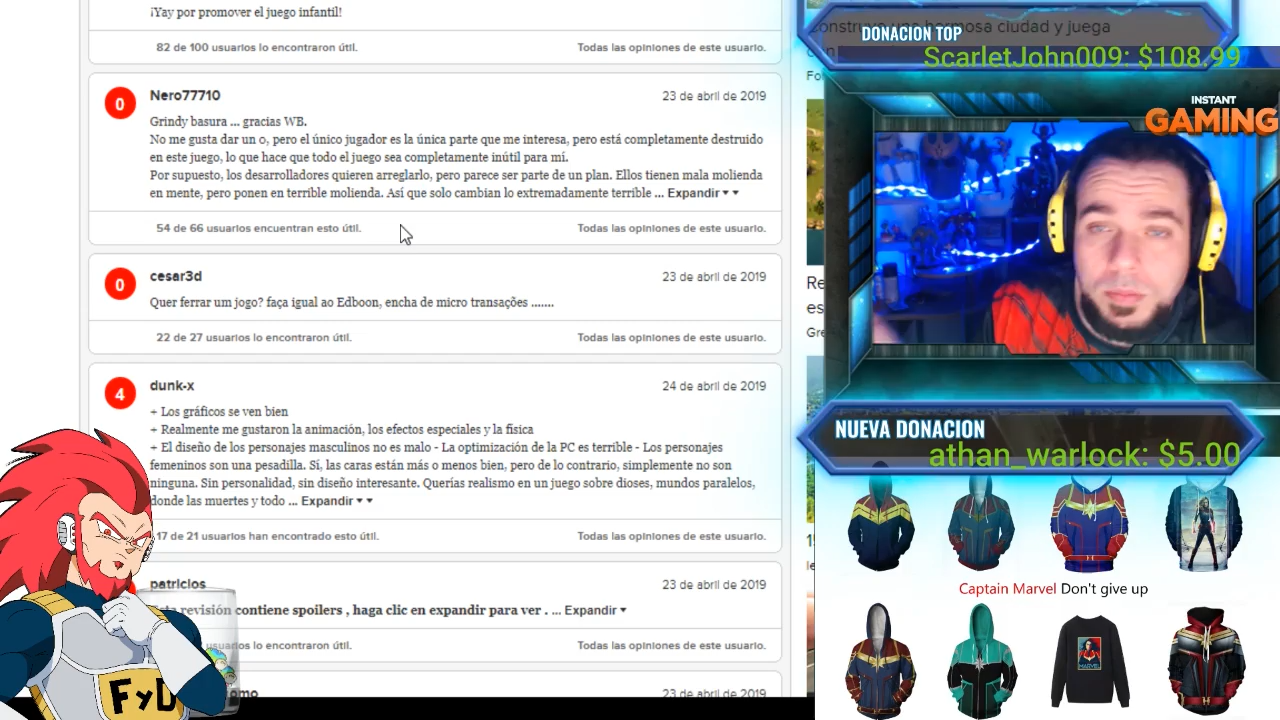 ¡Yay por promover el juego infantil!
82 de 100 usuarios lo encontraron útil.
Todas las opiniones de este usuario.
0
Nero77710
23 de abril de 2019
Grindy basura ... gracias WB.
No me gusta dar un o, pero el único jugador es la única parte que me interesa, pero está completamente destruido
en este juego, lo que hace que todo el juego sea completamente inútil para mí.
Por supuesto, los desarrolladores quieren arreglarlo, pero parece ser parte de un plan. Ellos tienen mala molienda
en mente, pero ponen en terrible molienda. Así que solo cambian lo extremadamente terrible ... Expandir
54 de 66 usuarios encuentran esto útil.
Todas las opiniones de este usuario.
0
cesar3d
23 de abril de 2019
Quer ferrar um jogo? faça igual ao Edboon, encha de micro transações .......
22 de 27 usuarios lo encontraron útil.
Todas las opiniones de este usuario.
4
dunk-x
24 de abril de 2019
+ Los gráficos se ven bien
+ Realmente me gustaron la animación, los efectos especiales y la física
+ El diseño de los personajes masculinos no es malo - La optimización de la PC es terrible - Los personajes
femeninos son una pesadilla. Sí, las caras están más o menos bien, pero de lo contrario, simplemente no son
ninguna. Sin personalidad, sin diseño interesante. Querías realismo en un juego sobre dioses, mundos paralelos,
donde las muertes y todo ... Expandir
17 de 21 usuarios han encontrado esto útil.
Todas las opiniones de este usuario.
patricios
23 de abril de 2019
revisión contiene spoilers , haga clic en expandir para ver . ... Expandir
usuarios lo encontraron útil.
Todas las opiniones de este usuario.
23 de abril de 2019
FyD
Construye una hermosa ciudad y juega
DONACION TOP
ScarletJohn009: $108.99
INSTANT
GAMING
NUEVA DONACION
athan_warlock: $5.00
Captain Marvel Don't give up
MARVEL